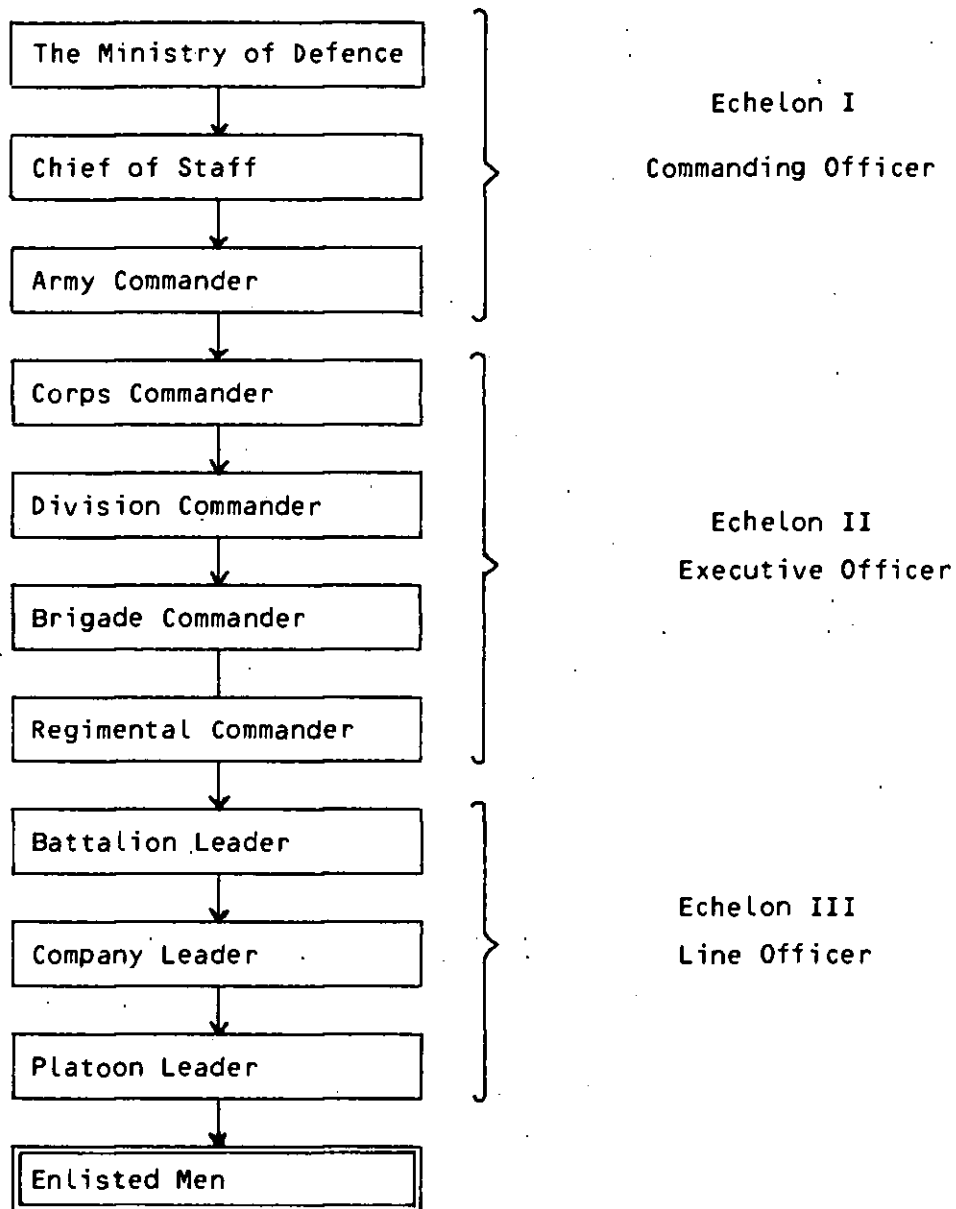 The Ministry of Defence
Chief of Staff
Army Commander
Echelon I
Commanding Officer
Corps Commander
Division Commander
Brigade Commander
Regimental Commander
Echelon II
Executive Officer
Battalion Leader
Company Leader
Platoon Leader
Echelon III
Line Officer
Enlisted Men